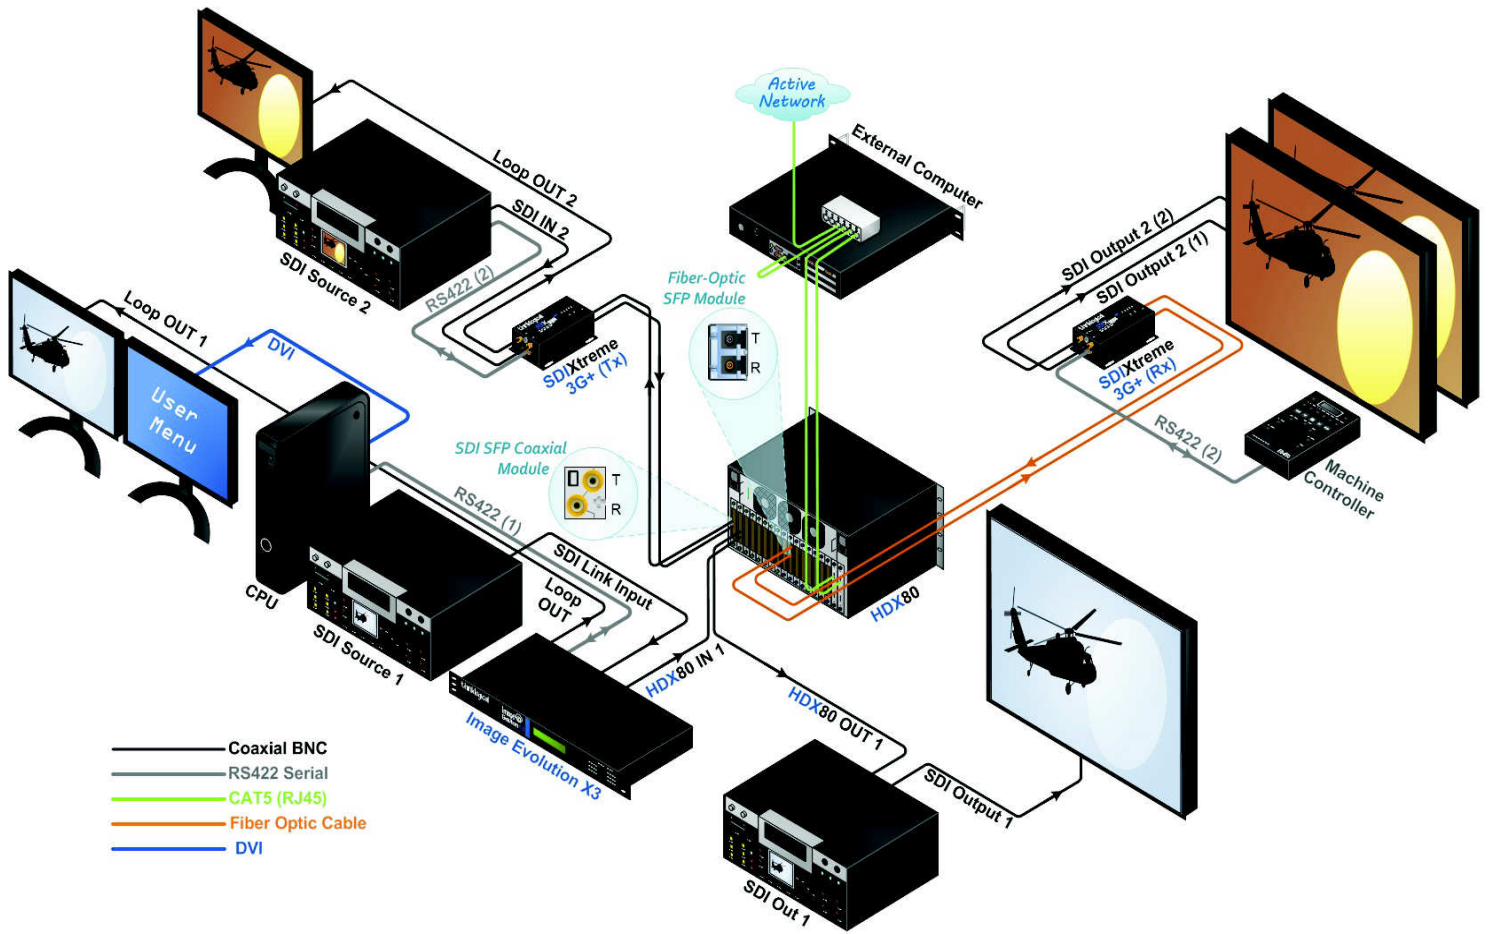 Active
Network
External Computer
Loop OUT 2
SDI IN 2
RS422 (2)
SDI Source 2
Loop OUT 1
DVI
User
Menu
SDIXtreme
3G+ (Tx)
Fiber-Optic
SFP Module
T
R
SDI Output 2 (2)
SDI Output 2 (1)
SDIXtreme
3G+ (Rx)
RS422 (2)
Machine
Controller
SDI SFP Coaxial
Module
T
R
HDX80
CPU
RS422 (1)
SDI Link Input
Loop
OUT
SDI Source 1
HDX80 IN 1
Image Evolution X3
HDX80 OUT 1
SDI Output 1
SDI Out 1
Coaxial BNC
RS422 Serial
CAT5 (RJ45)
Fiber Optic Cable
DVI